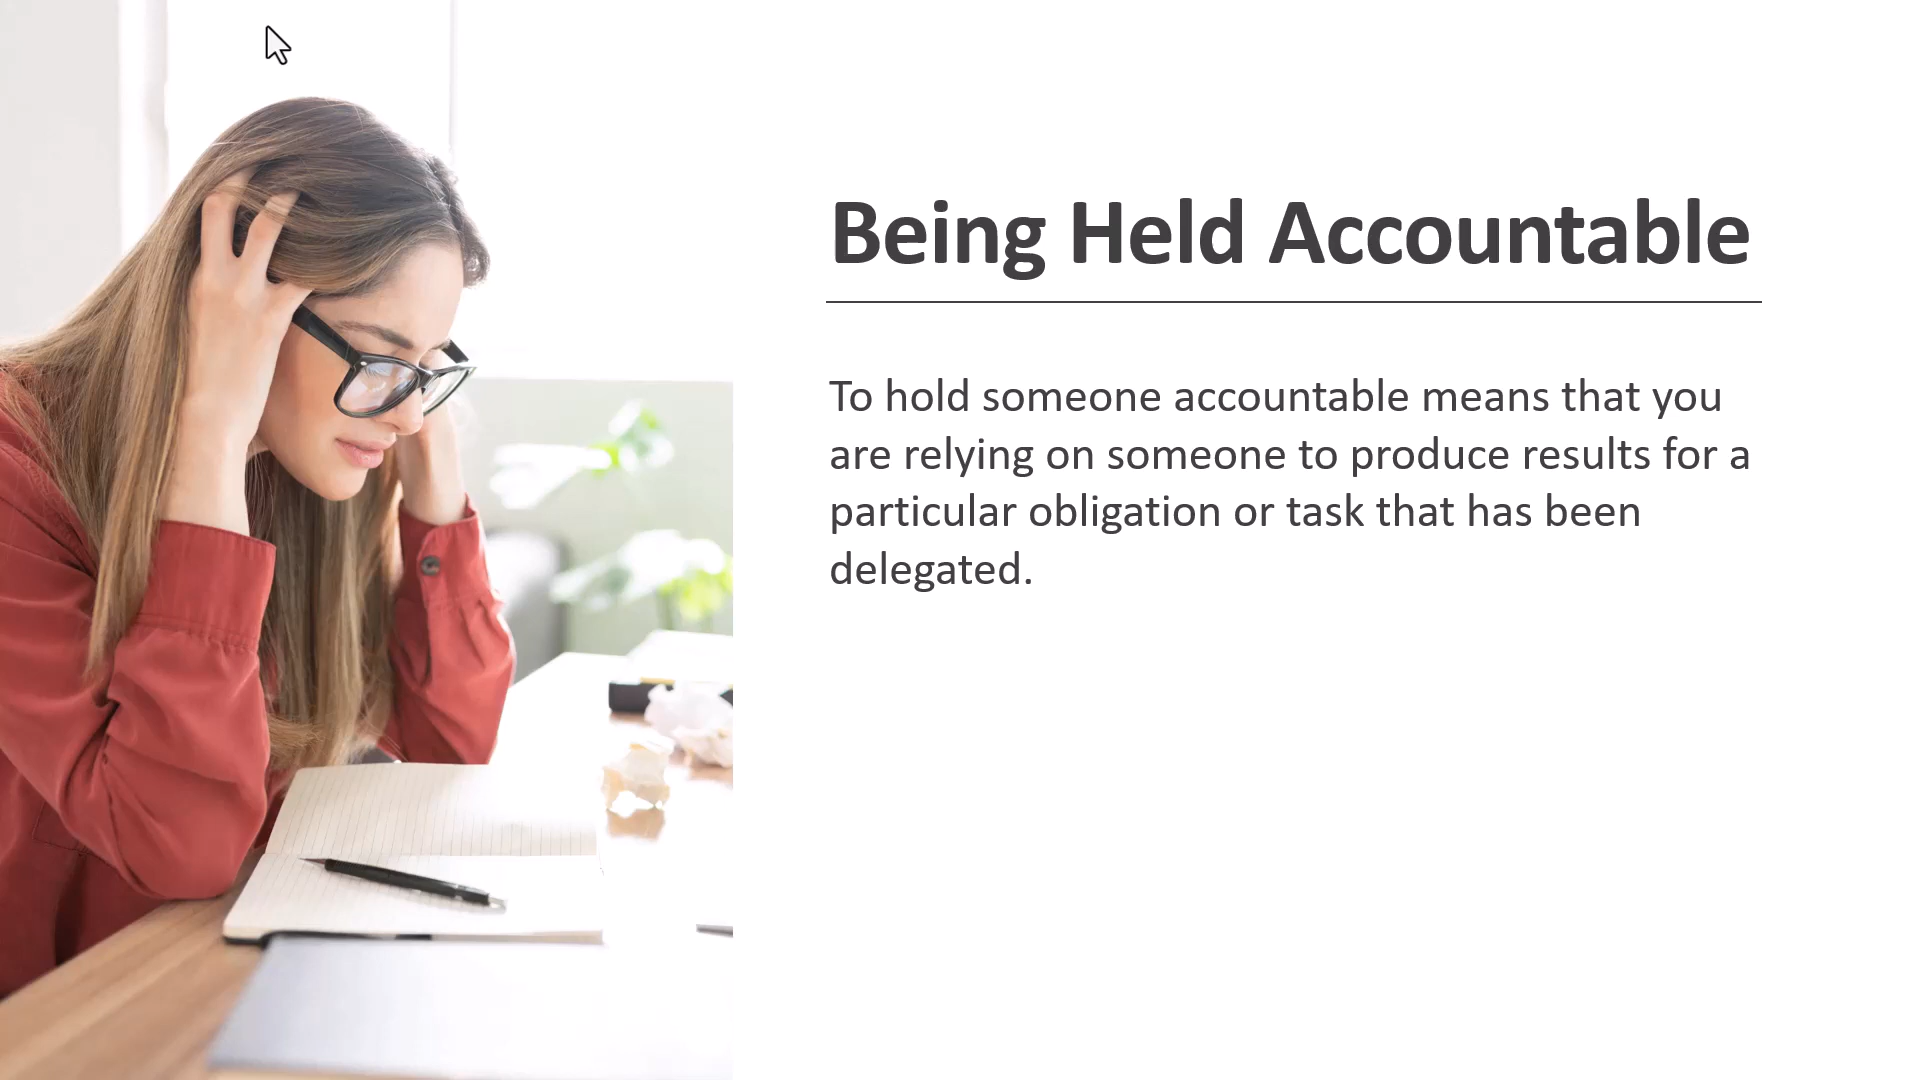 Being Held Accountable
To hold someone accountable means that you
are relying on someone to produce results for a
particular obligation or task that has been
delegated.